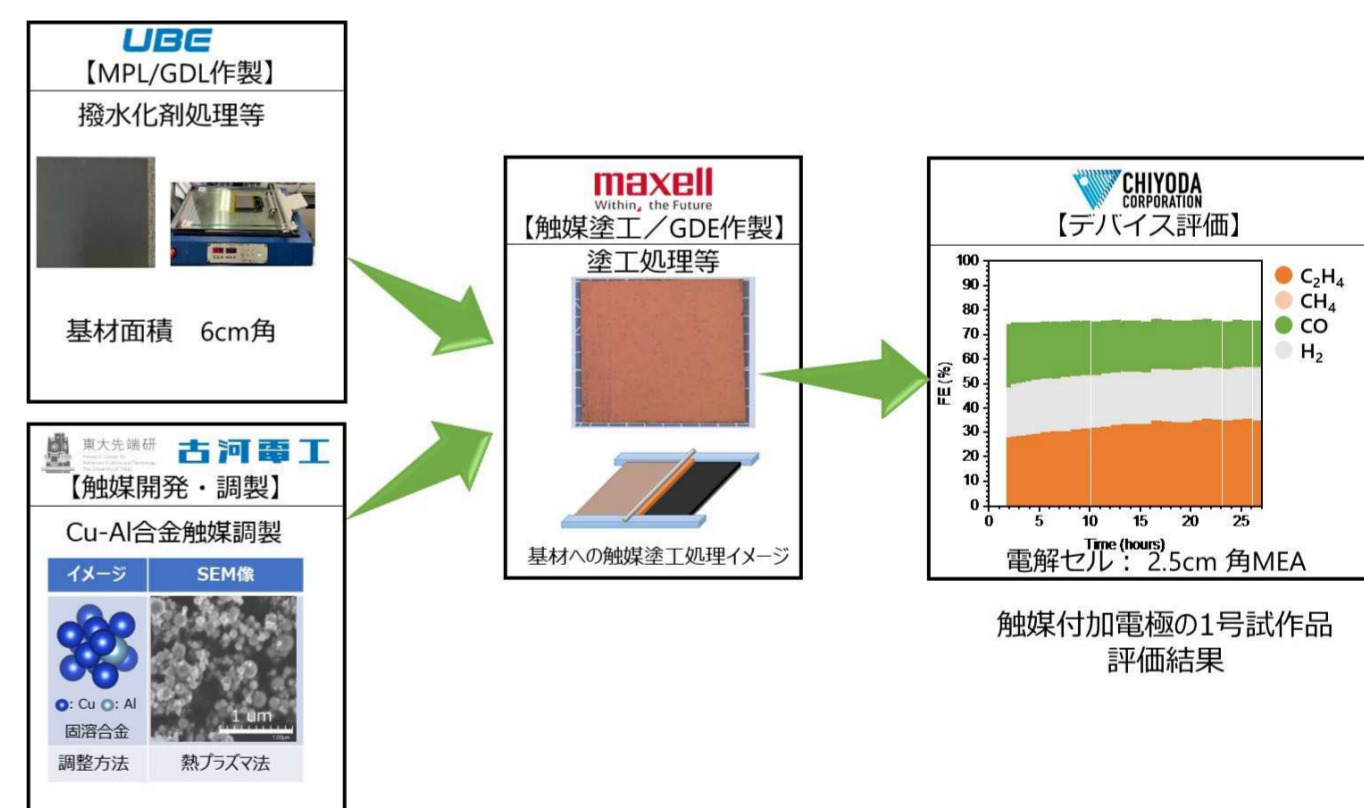 UBE
【MPL/GDL作製】
撥水化剤処理等
基材面積 6cm角
東大先端研
古河電工
【触媒開発・調製】
Cu-Al合金触媒調製
イメージ
SEM像
: Cu : Al
固溶合金
1 um
1.00μm
調整方法
熱プラズマ法
maxell
Within, the Future
【触媒塗工／GDE作製】
塗工処理等
基材への触媒塗工処理イメージ
CHIYODA
CORPORATION
【デバイス評価】
100
90
80
70
60
50
40
30
20
10
0
FE (%)
0 5 10 15 20 25
Time (hours)
C₂H₄
CH₄
CO
H₂
電解セル： 2.5cm 角MEA
触媒付加電極の1号試作品
評価結果